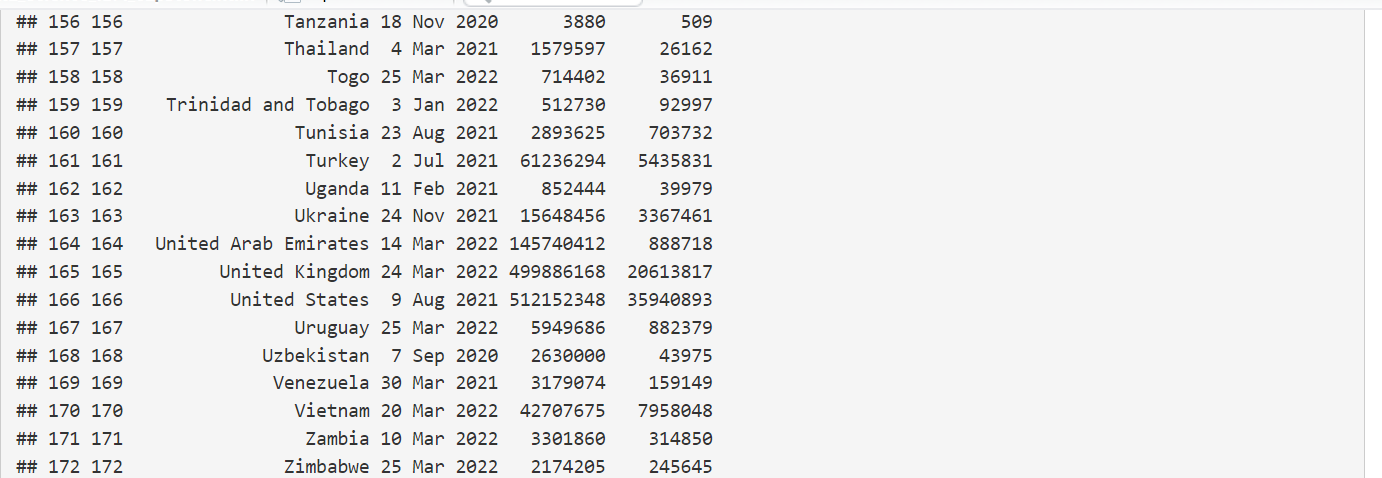 ## 156 156 Tanzania 18 Nov 2020 3880 509
## 157 157 Thailand 4 Mar 2021 1579597 26162
## 158 158 Togo 25 Mar 2022 714402 36911
## 159 159 Trinidad and Tobago 3 Jan 2022 512730 92997
## 160 160 Tunisia 23 Aug 2021 2893625 703732
## 161 161 Turkey 2 Jul 2021 61236294 5435831
## 162 162 Uganda 11 Feb 2021 852444 39979
## 163 163 Ukraine 24 Nov 2021 15648456 3367461
## 164 164 United Arab Emirates 14 Mar 2022 145740412 888718
## 165 165 United Kingdom 24 Mar 2022 499886168 20613817
## 166 166 United States 9 Aug 2021 512152348 35940893
## 167 167 Uruguay 25 Mar 2022 5949686 882379
## 168 168 Uzbekistan 7 Sep 2020 2630000 43975
## 169 169 Venezuela 30 Mar 2021 3179074 159149
## 170 170 Vietnam 20 Mar 2022 42707675 7958048
## 171 171 Zambia 10 Mar 2022 3301860 314850
## 172 172 Zimbabwe 25 Mar 2022 2174205 245645